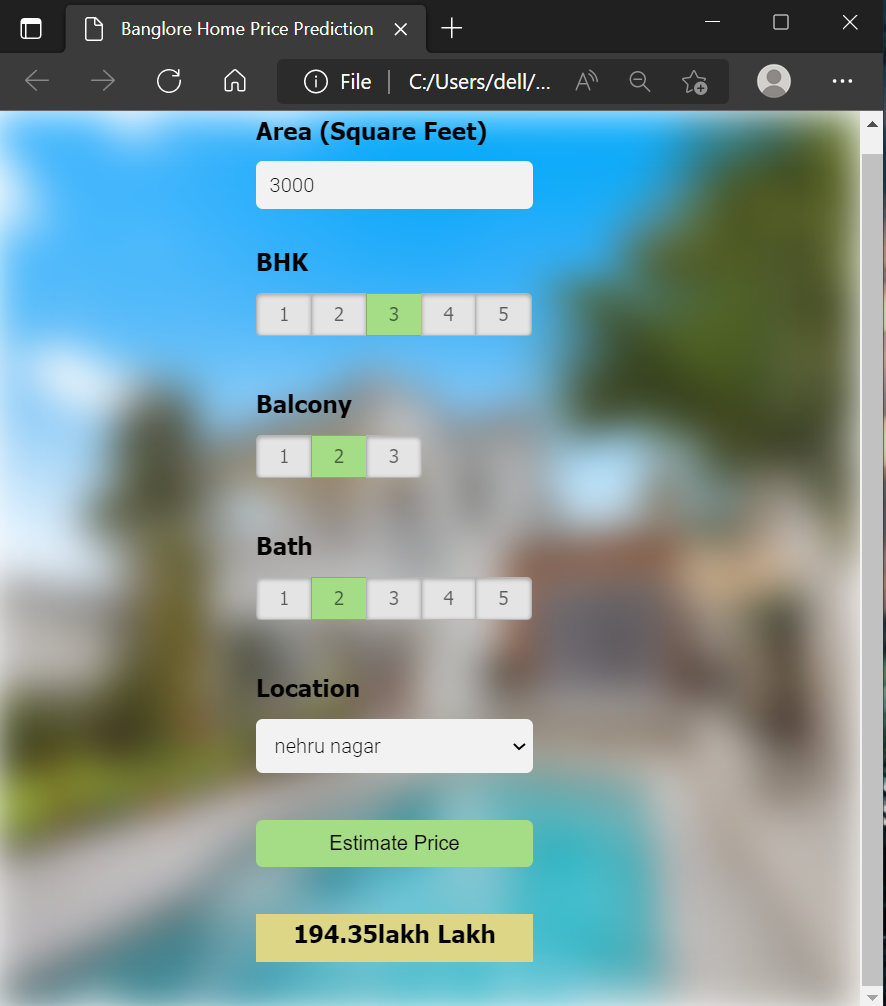 Banglore Home Price Prediction
File | C:/Users/dell/...
Area (Square Feet)
3000
BHK
1 2 3 4 5
Balcony
1 2 3
Bath
1 2 3 4 5
Location
nehru nagar
Estimate Price
194.35lakh Lakh